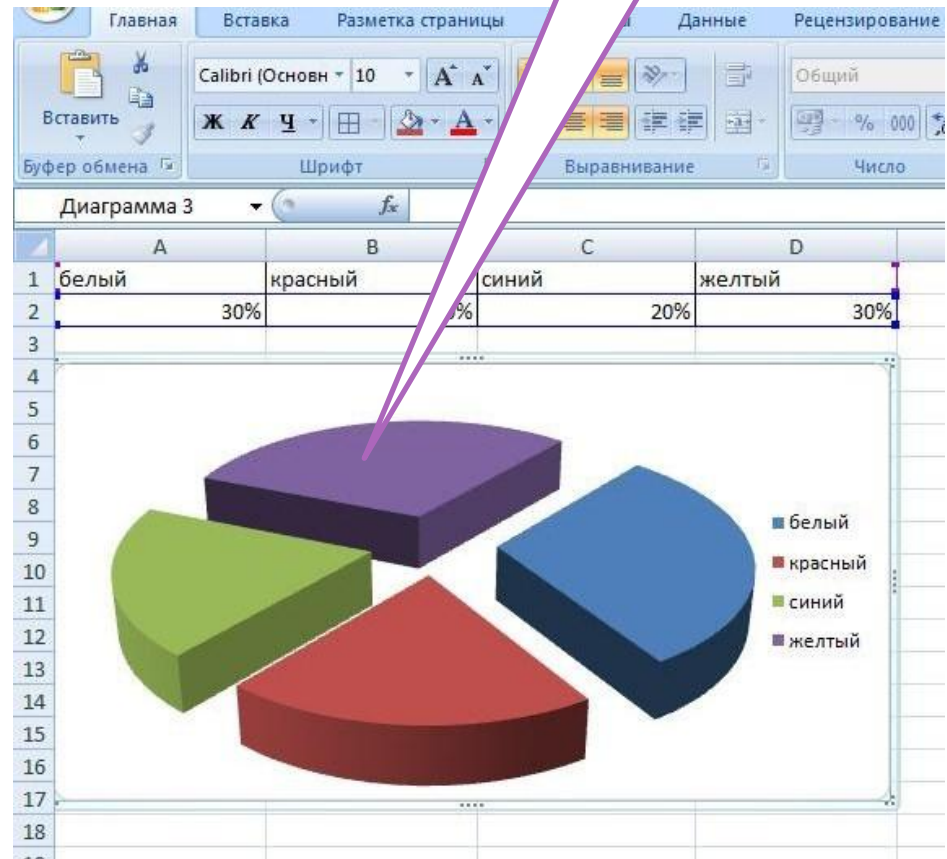 Главная Вставка Разметка страницы Данные Рецензирование
Вставить
Calibri (Основн 10 А А Общий
Ж К Ч % 000
Буфер обмена Шрифт Выравнивание Число
Диаграмма 3 fx
A B C D
1 белый красный синий желтый
2 30% % 20% 30%
3
4
5
6
7
8 белый
9
10 красный
11 синий
12 желтый
13
14
15
16
17
18